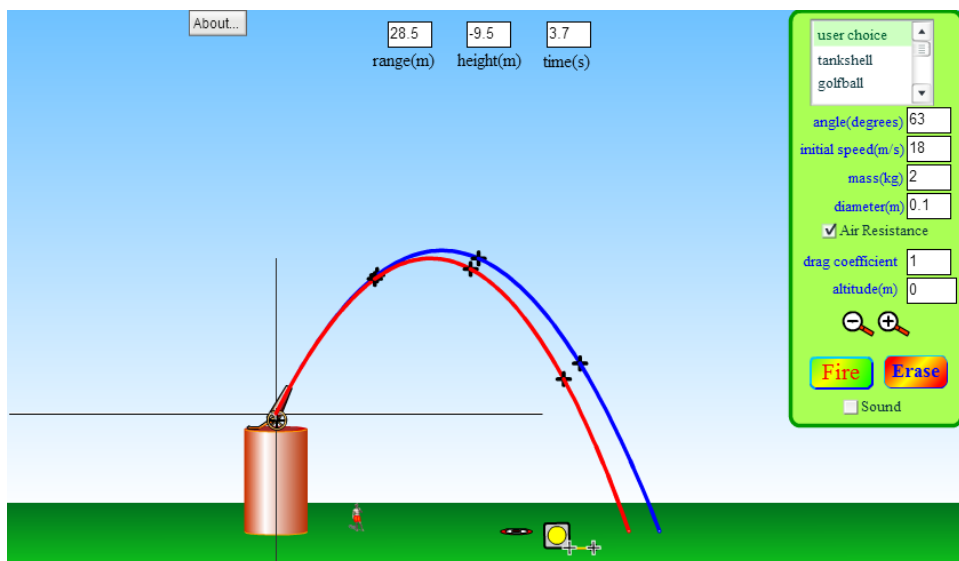 About...
28.5 -9.5 3.7
range(m) height(m) time(s)
user choice
tankshell
golfball
angle(degrees) 63
initial speed(m/s) 18
mass(kg) 2
diameter(m) 0.1
Air Resistance
drag coefficient 1
altitude(m) 0
Fire Erase
Sound